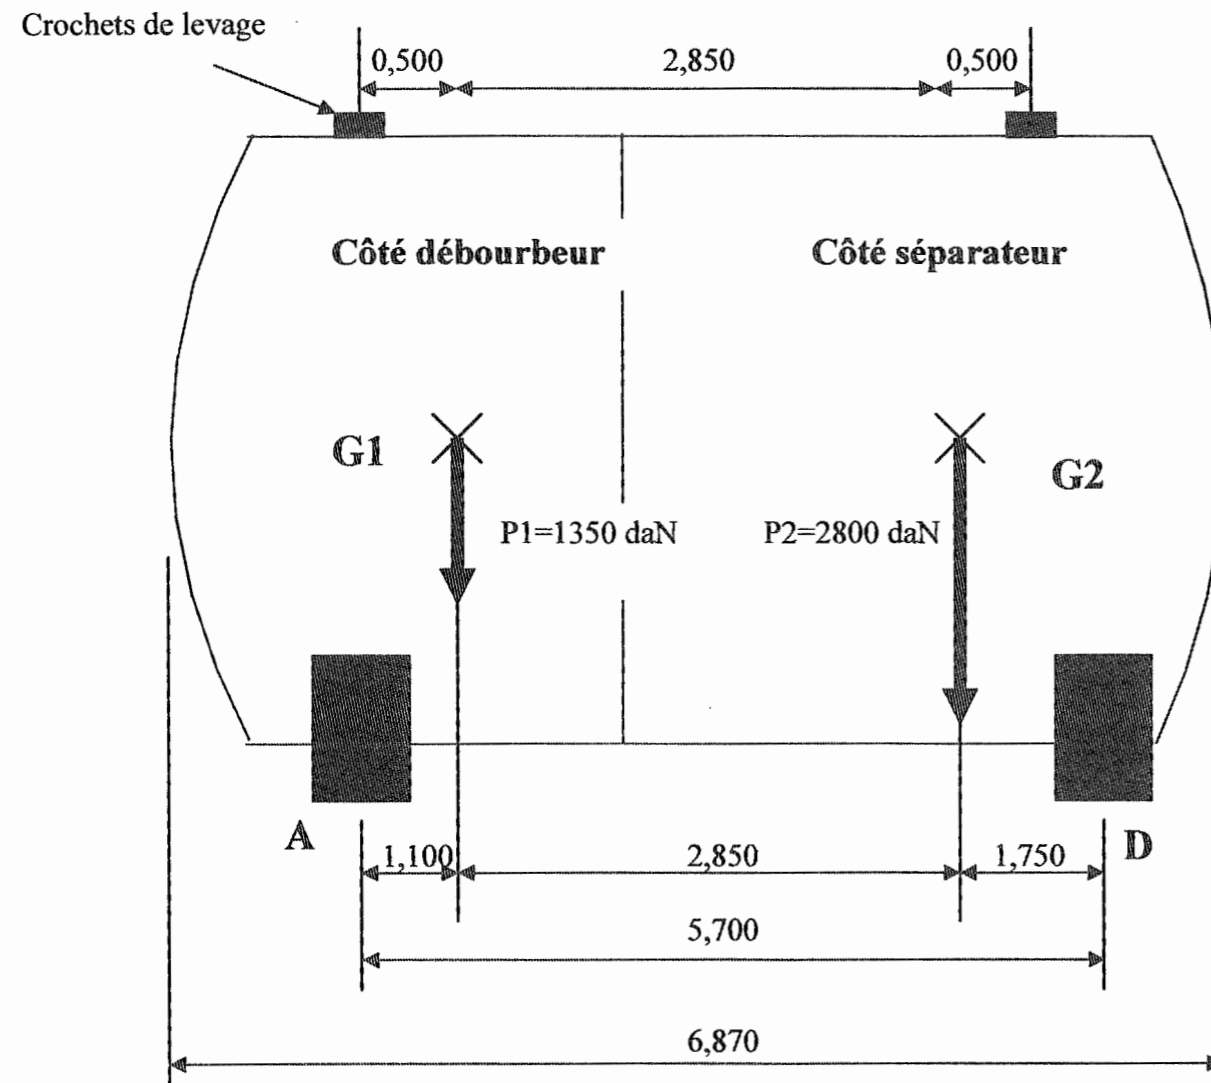 Crochets de levage
0,500
2,850
0,500
Côté débourbeur
Côté séparateur
G1
G2
P1=1350 daN
P2=2800 daN
A
D
1,100
2,850
1,750
5,700
6,870